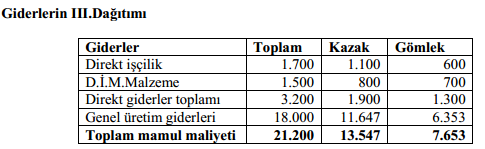 Giderlerin III.Dağıtımı
Giderler Toplam Kazak Gömlek
Direkt işçilik 1.700 1.100 600
D.İ.M.Malzeme 1.500 800 700
Direkt giderler toplamı 3.200 1.900 1.300
Genel üretim giderleri 18.000 11.647 6.353
Toplam mamul maliyeti 21.200 13.547 7.653